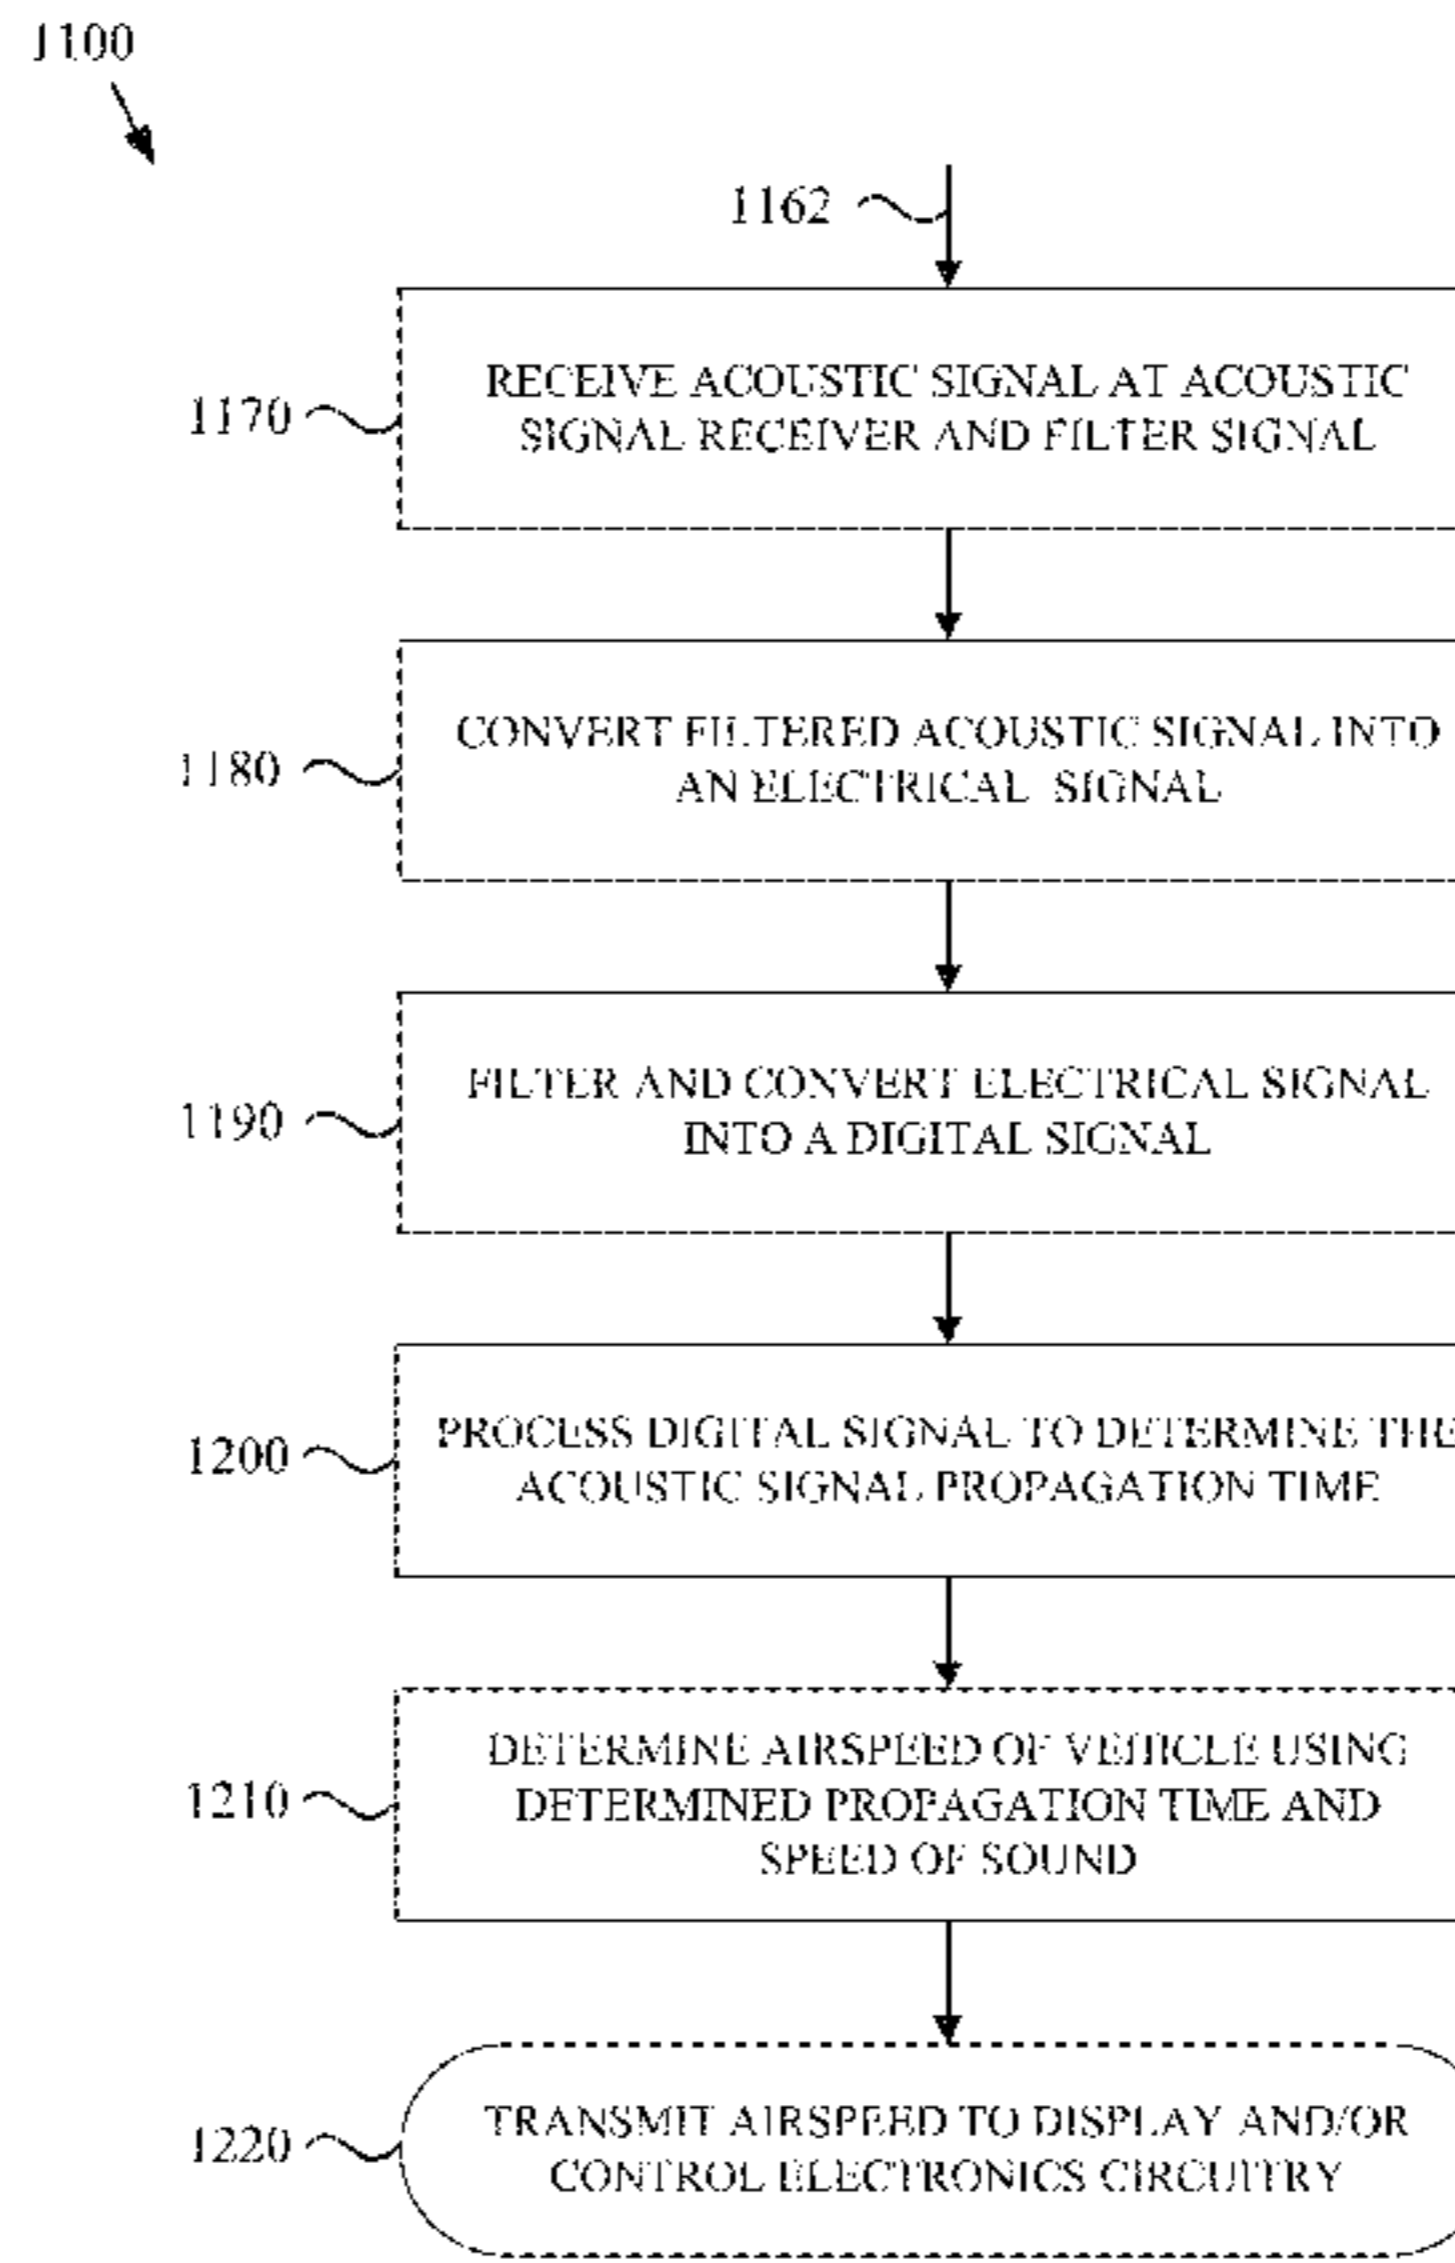 1100
1162
1170
RECEIVE ACOUSTIC SIGNAL AT ACOUSTIC
SIGNAL RECEIVER AND FILTER SIGNAL
1180
CONVERT FILTERED ACOUSTIC SIGNAL INTO
AN ELECTRICAL SIGNAL
1190
FILTER AND CONVERT ELECTRICAL SIGNAL
INTO A DIGITAL SIGNAL
1200
PROCESS DIGITAL SIGNAL TO DETERMINE THE
ACOUSTIC SIGNAL PROPAGATION TIME
1210
DETERMINE AIRSPEED OF VEHICLE USING
DETERMINED PROPAGATION TIME AND
SPEED OF SOUND
1220
TRANSMIT AIRSPEED TO DISPLAY AND/OR
CONTROL ELECTRONICS CIRCUITRY